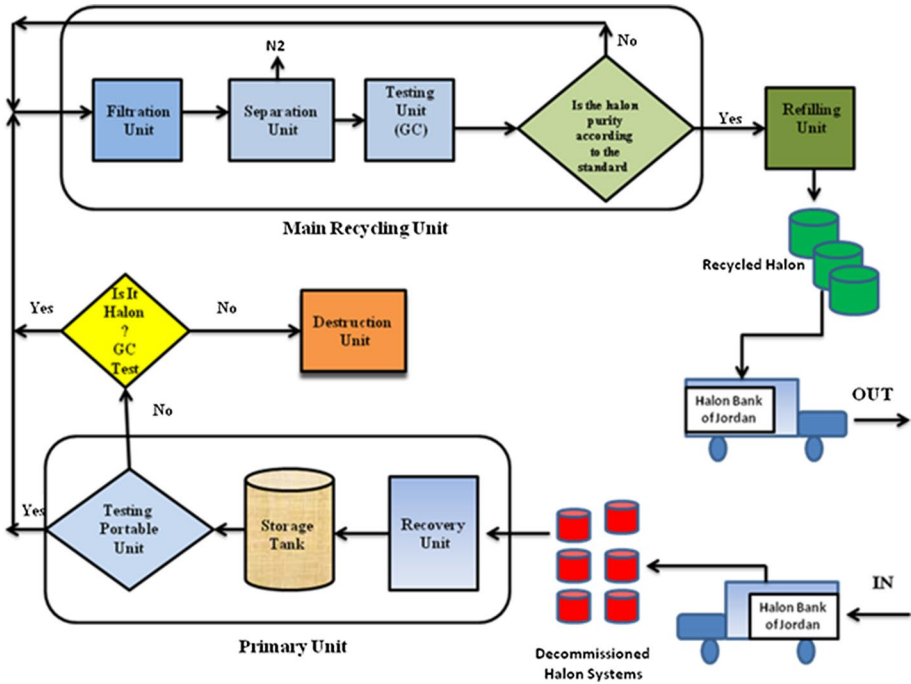 No
N2
Filtration
Unit
Separation
Unit
Testing
Unit
(GC)
Is the halon
purity
according
to the
standard
Yes
Refilling
Unit
Main Recycling Unit
Recycled Halon
Is It
Halon
?
GC
Test
Yes
No
Destruction
Unit
Halon Bank
of Jordan
OUT
No
Yes
Testing
Portable
Unit
Storage
Tank
Recovery
Unit
IN
Halon Bank
of Jordan
Primary Unit
Decommissioned
Halon Systems